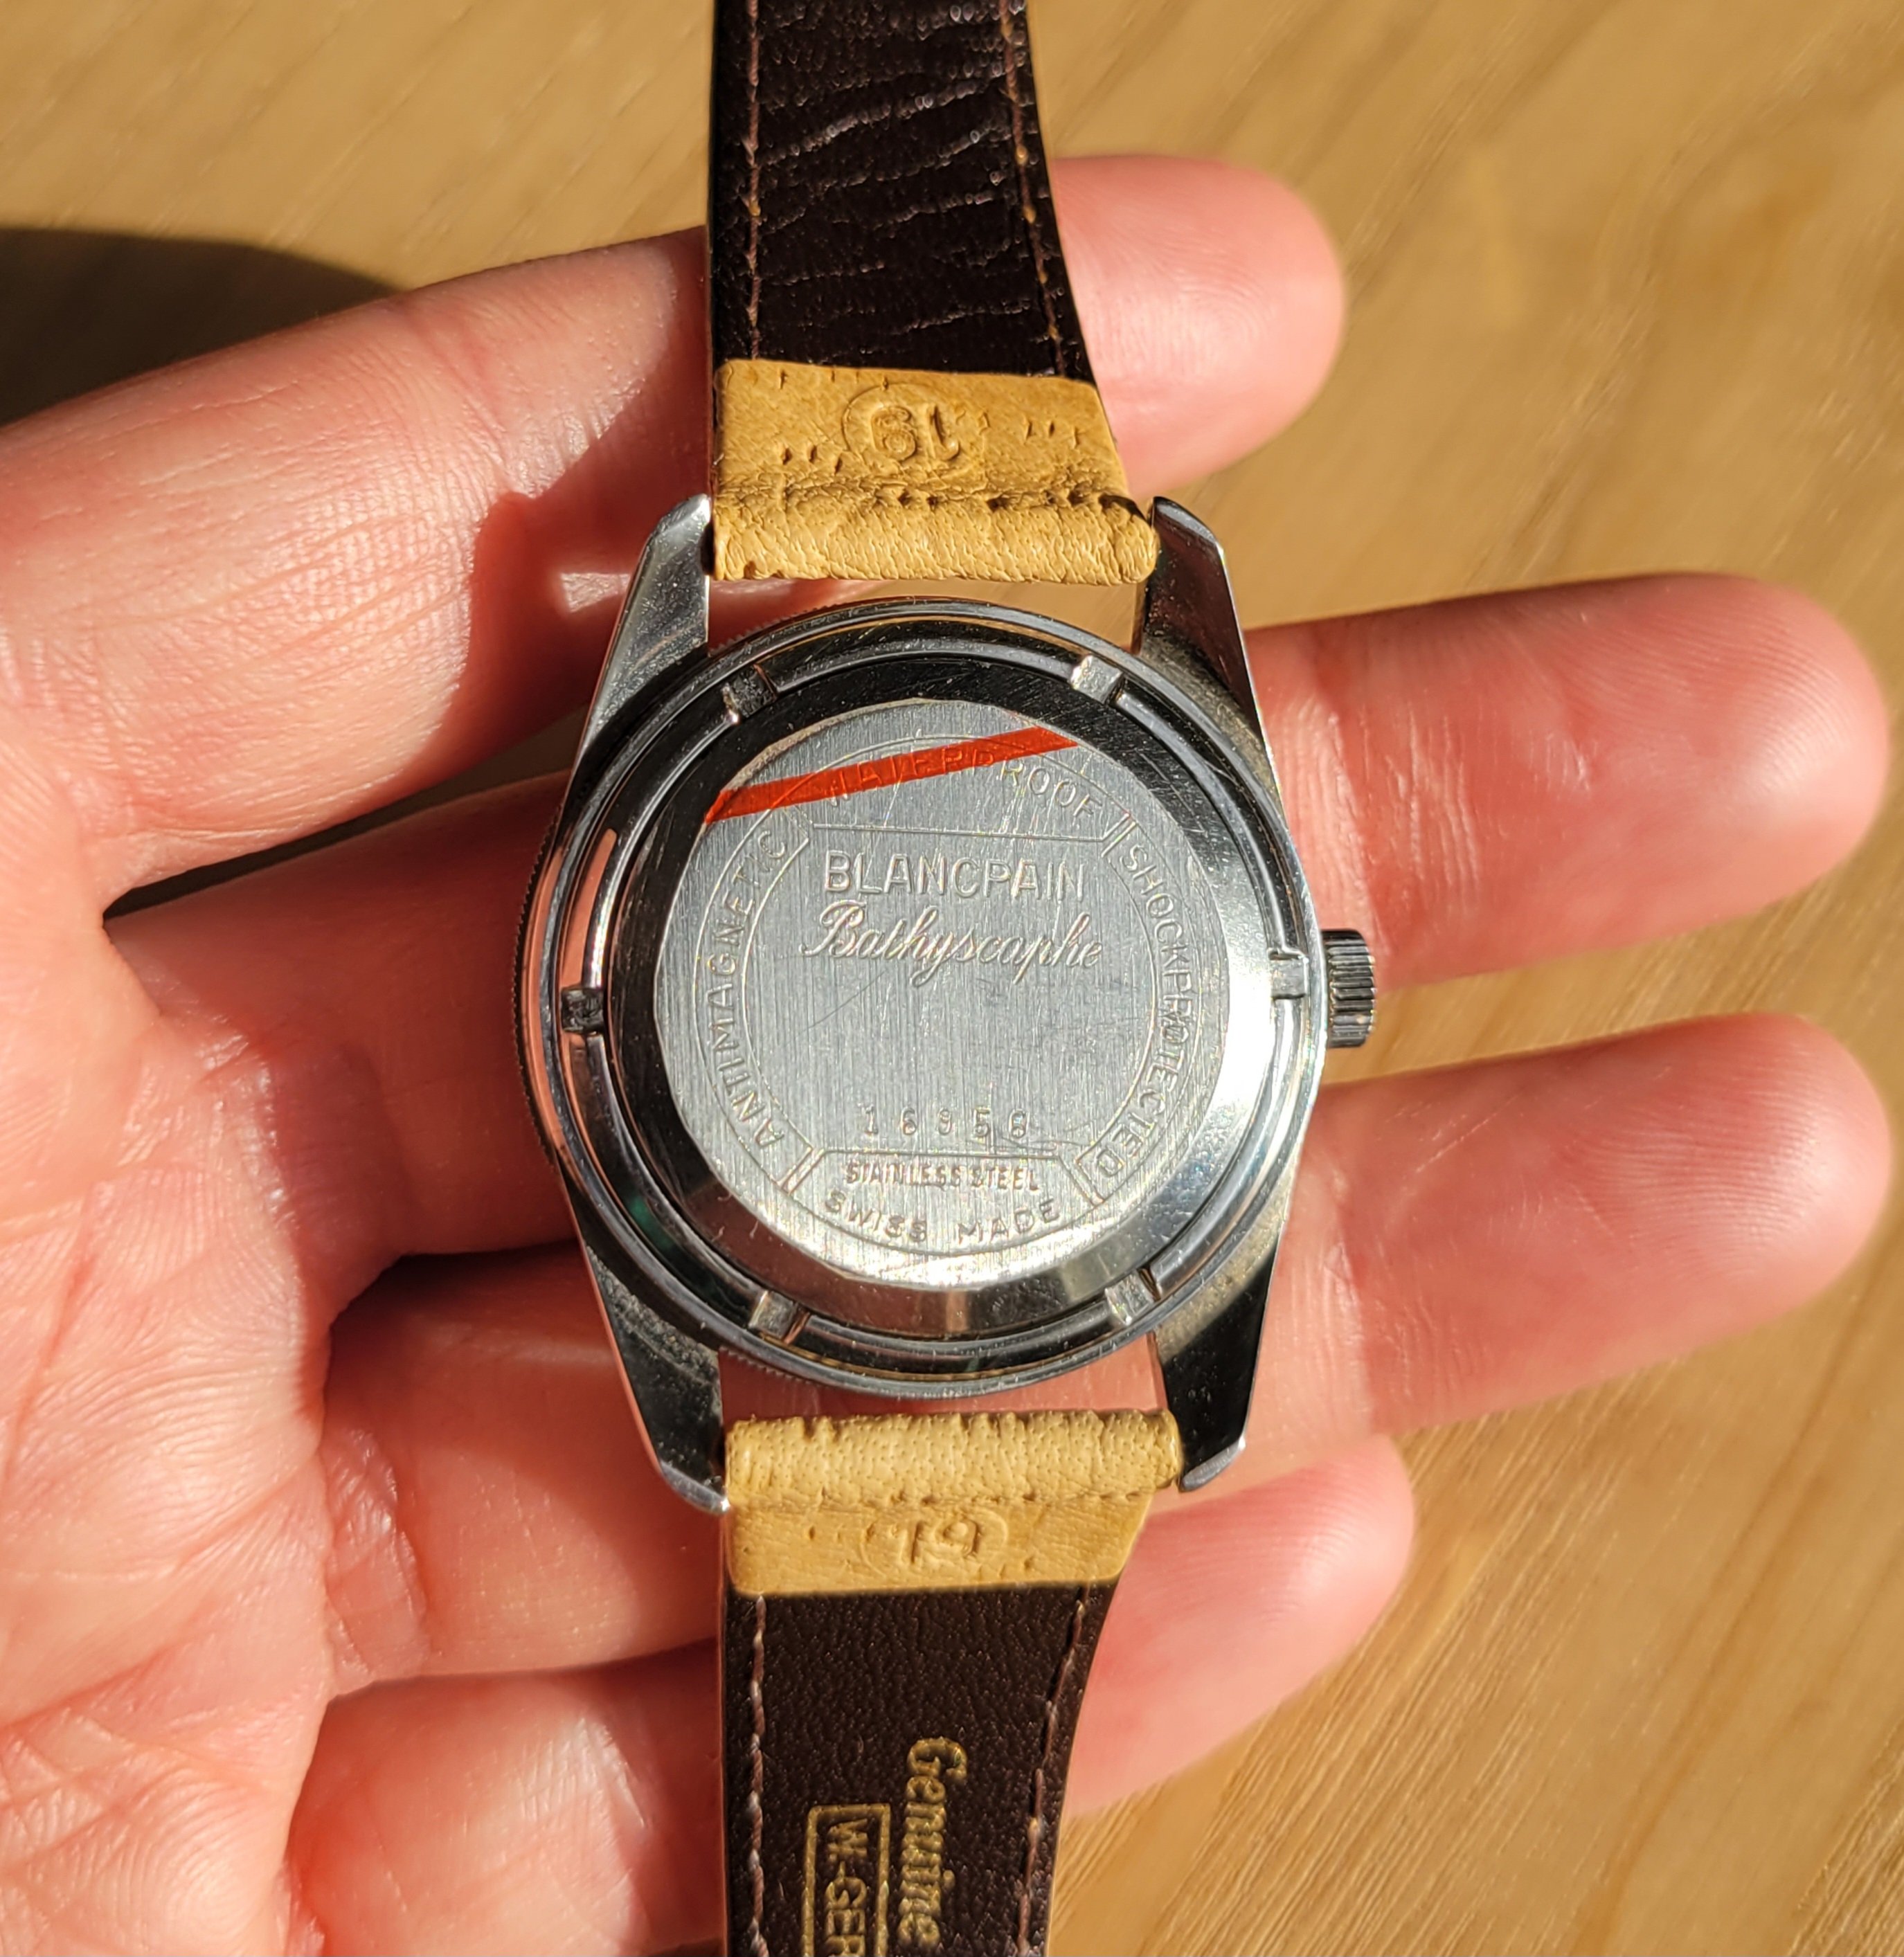 19
WATERPROOF
ANTIMAGNETIC
SHOCKPROTECTED
BLANCPAIN
Bathyscaphe
STAINLESS STEEL
SWISS MADE
19
Genuine